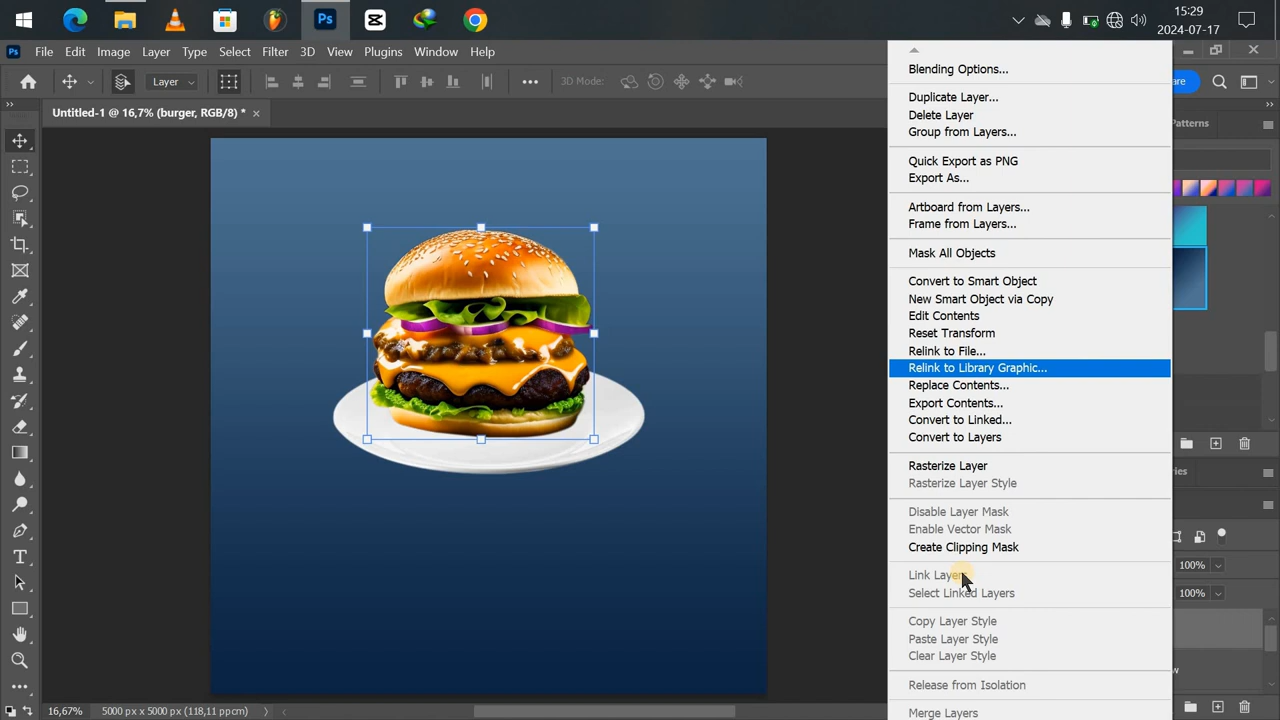 15:29
2024-07-17
File Edit Image Layer Type Select Filter 3D View Plugins Window Help
Layer
3D Mode:
Untitled-1 @ 16,7% (burger, RGB/8) *
Blending Options...
Duplicate Layer...
Delete Layer
Group from Layers...
Quick Export as PNG
Export As...
Artboard from Layers...
Frame from Layers...
Mask All Objects
Convert to Smart Object
New Smart Object via Copy
Edit Contents
Reset Transform
Relink to File...
Relink to Library Graphic...
Replace Contents...
Export Contents...
Convert to Linked...
Convert to Layers
Rasterize Layer
Rasterize Layer Style
Disable Layer Mask
Enable Vector Mask
Create Clipping Mask
Link Layers
Select Linked Layers
Copy Layer Style
Paste Layer Style
Clear Layer Style
Release from Isolation
Merge Layers
Patterns
100%
100%
16,67% 5000 px x 5000 px (118,11 ppcm)